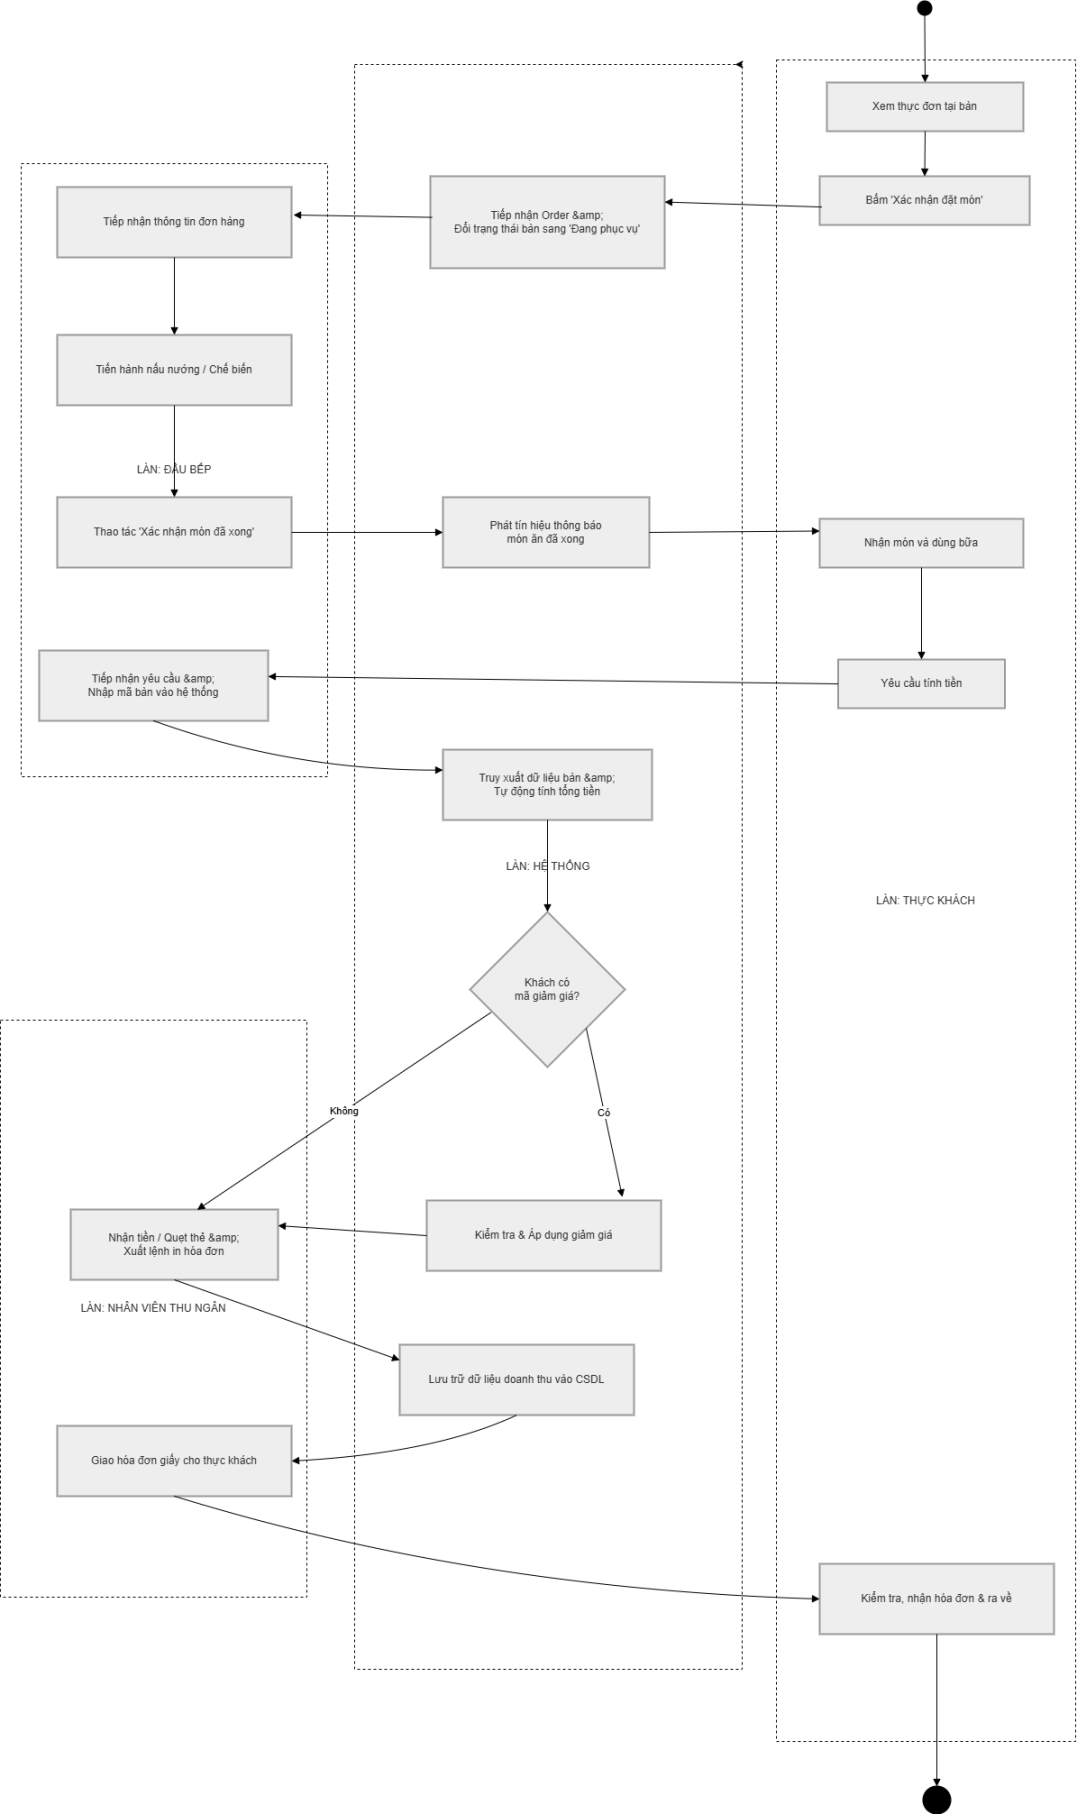 Xem thực đơn tại bàn
Bấm 'Xác nhận đặt món'
Tiếp nhận Order &amp;
Đổi trạng thái bàn sang 'Đang phục vụ'
Tiếp nhận thông tin đơn hàng
Tiến hành nấu nướng / Chế biến
LÀN: ĐẦU BẾP
Thao tác 'Xác nhận món đã xong'
Phát tín hiệu thông báo
món ăn đã xong
Nhận món và dùng bữa
Yêu cầu tính tiền
Tiếp nhận yêu cầu &amp;
Nhập mã bàn vào hệ thống
Truy xuất dữ liệu bàn &amp;
Tự động tính tổng tiền
LÀN: HỆ THỐNG
LÀN: THỰC KHÁCH
Khách có
mã giảm giá?
Không
Có
Kiểm tra & Áp dụng giảm giá
Nhận tiền / Quẹt thẻ &amp;
Xuất lệnh in hóa đơn
LÀN: NHÂN VIÊN THU NGÂN
Lưu trữ dữ liệu doanh thu vào CSDL
Giao hóa đơn giấy cho thực khách
Kiểm tra, nhận hóa đơn & ra về